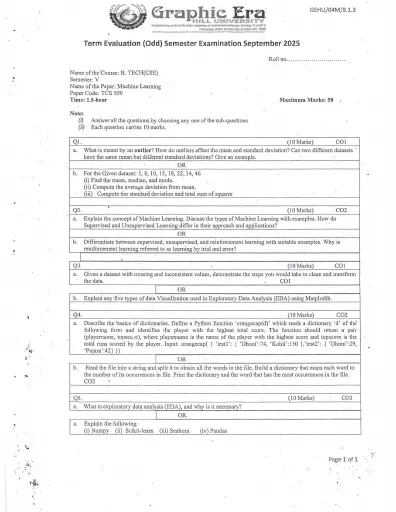 GEHU/04M/9.1.3
Graphic Era
HILL UNIVERSITY
Term Evaluation (Odd) Semester Examination September 2025
Roll no..............................
Name of the Course: B. TECH(CSE)
Semester: V
Name of the Paper: Machine Learning
Paper Code: TCS 509
Time: 1.5-hour Maximum Marks: 50
Note:
(i) Answer all the questions by choosing any one of the sub-questions
(ii) Each question carries 10 marks.
Q1. (10 Marks) CO1
a. What is meant by an outlier? How do outliers affect the mean and standard deviation? Can two different datasets
have the same mean but different standard deviations? Give an example.
OR
b. For the Given dataset: 5, 8, 10, 15, 18, 22, 34, 46
(i) Find the mean, median, and mode.
(ii) Compute the average deviation from mean.
(iii) Compute the standard deviation and total sum of squares
Q2. (10 Marks) CO2
a. Explain the concept of Machine Learning. Discuss the types of Machine Learning with examples. How do
Supervised and Unsupervised Learning differ in their approach and applications?
OR
b. Differentiate between supervised, unsupervised, and reinforcement learning with suitable examples. Why is
reinforcement learning referred to as learning by trial and error?
Q3. (10 Marks) CO1
a. Given a dataset with missing and inconsistent values, demonstrate the steps you would take to clean and transform
the data. CO1
OR
b. Explain any five types of data Visualization used in Exploratory Data Analysis (EDA) using Matplotlib.
Q4. (10 Marks) CO2
a. Describe the basics of dictionaries. Define a Python function 'orangecap(d)' which reads a dictionary 'd' of the
following form and identifies the player with the highest total score. The function should return a pair
(playername, topscore), where playername is the name of the player with the highest score and topscore is the
total runs scored by the player. Input: orangecap( { 'test1': { 'Dhoni':74, 'Kohli':150 },'test2': { 'Dhoni':29,
'Pujara':42} })
OR
b. Read the file into a string and split it to obtain all the words in the file. Build a dictionary that maps each word to
the number of its occurrences in file. Print the dictionary and the word that has the most occurrences in the file.
CO2
Q5. (10 Marks) CO1
a. What is exploratory data analysis (EDA), and why is it necessary?
OR
a. Explain the following:
(i) Numpy (ii) Scikit-learn (iii) Seaborn (iv) Pandas
Page 1 of 1